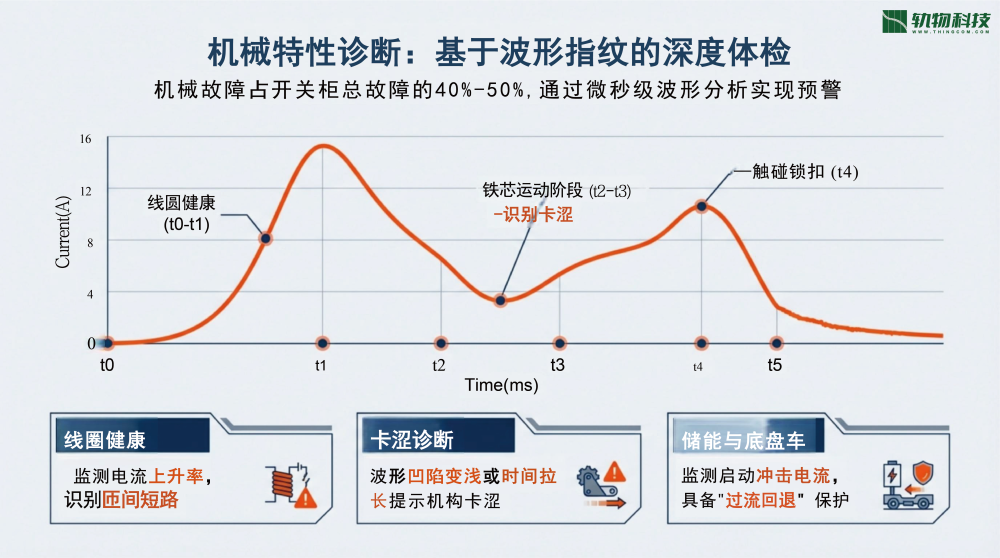 轨物科技
WWW.THINGCOM.COM
机械特性诊断：基于波形指纹的深度体检
机械故障占开关柜总故障的40%-50%,通过微秒级波形分析实现预警
16
12
8
4
0
Current(A)
线圆健康
(t0-t1)
铁芯运动阶段 (t2-t3)
-识别卡涩
触碰锁扣 (t4)
t0
t1
t2
t3
t4
t5
Time(ms)
线圈健康
监测电流上升率，
识别匝间短路
卡涩诊断
波形凹陷变浅或时间拉
长提示机构卡涩
储能与底盘车
监测启动冲击电流，
具备"过流回退" 保护